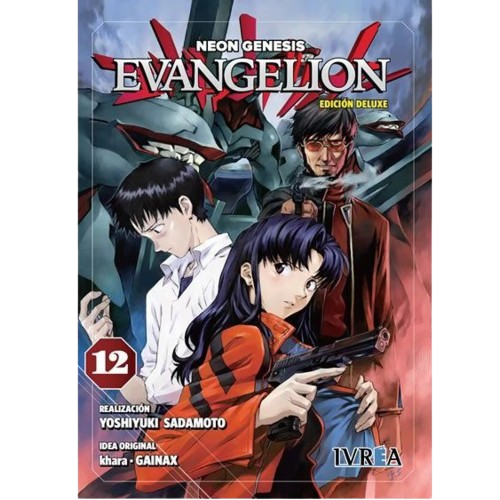 NEON GENESIS
EVANGELION
EDICIÓN DELUXE
12
REALIZACIÓN
YOSHIYUKI SADAMOTO
IDEA ORIGINAL
khara · GAINAX
IVREA